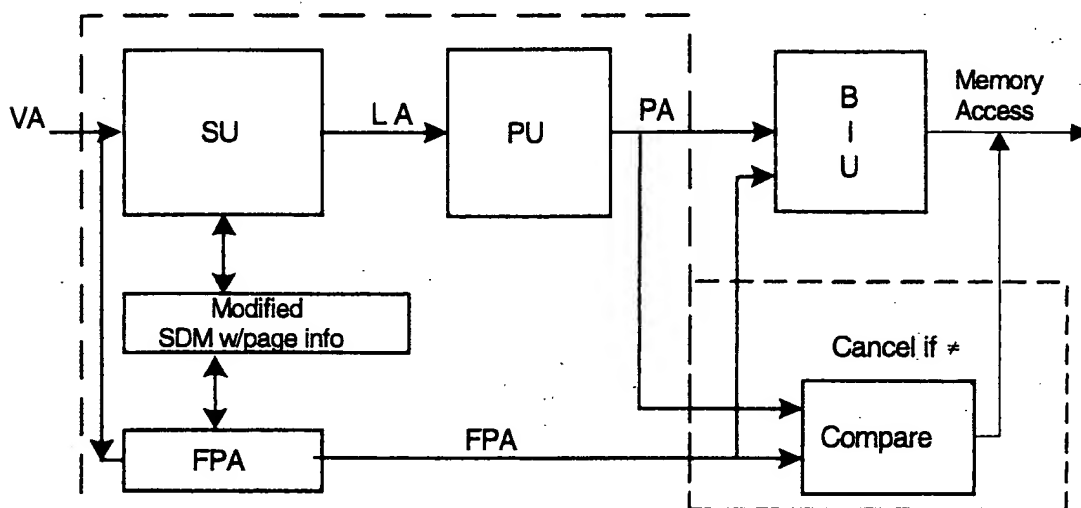 VA
SU
L A
PU
PA
B
I
U
Memory
Access
Modified
SDM w/page info
FPA
FPA
Cancel if ≠
Compare